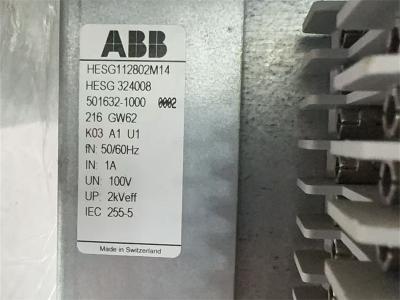 ABB
HESG112802M14
HESG 324008
501632-1000 0002
216 GW62
K03 A1 U1
fN: 50/60Hz
IN: 1A
UN: 100V
UP: 2kVeff
IEC 255-5
Made in Switzerland